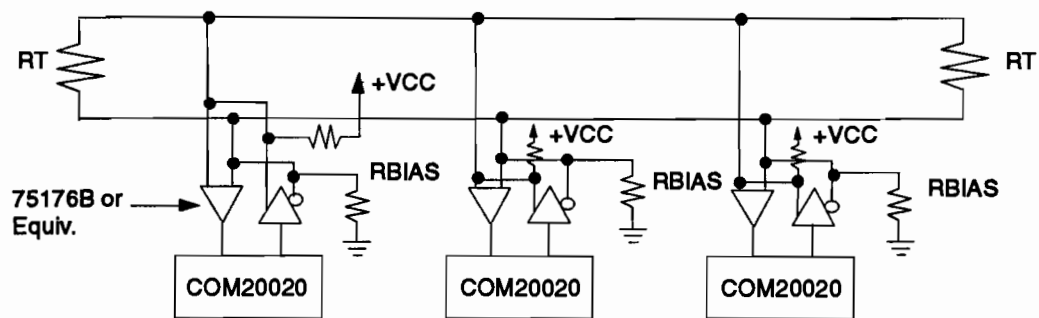 RT
RT
+VCC
+VCC
+VCC
RBIAS
RBIAS
RBIAS
75176B or
Equiv.
COM20020
COM20020
COM20020